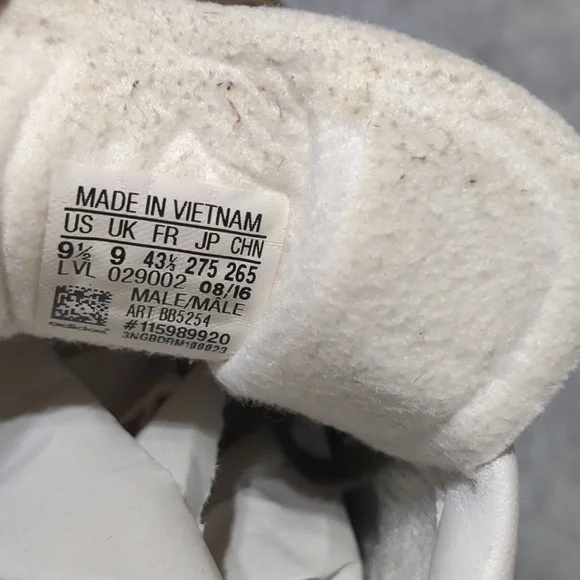 MADE IN VIETNAM
US UK FR JP CHN
9½ 9 43⅓ 275 265
LVL 029002 08/16
MALE/MÂLE
ART BB5254
#115989920
adidas